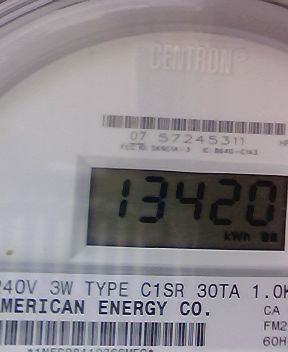 CENTRON®
07 57245311
13420
kWh
240V 3W TYPE C1SR 30TA 1.0K
AMERICAN ENERGY CO.
CA
FM2
60H